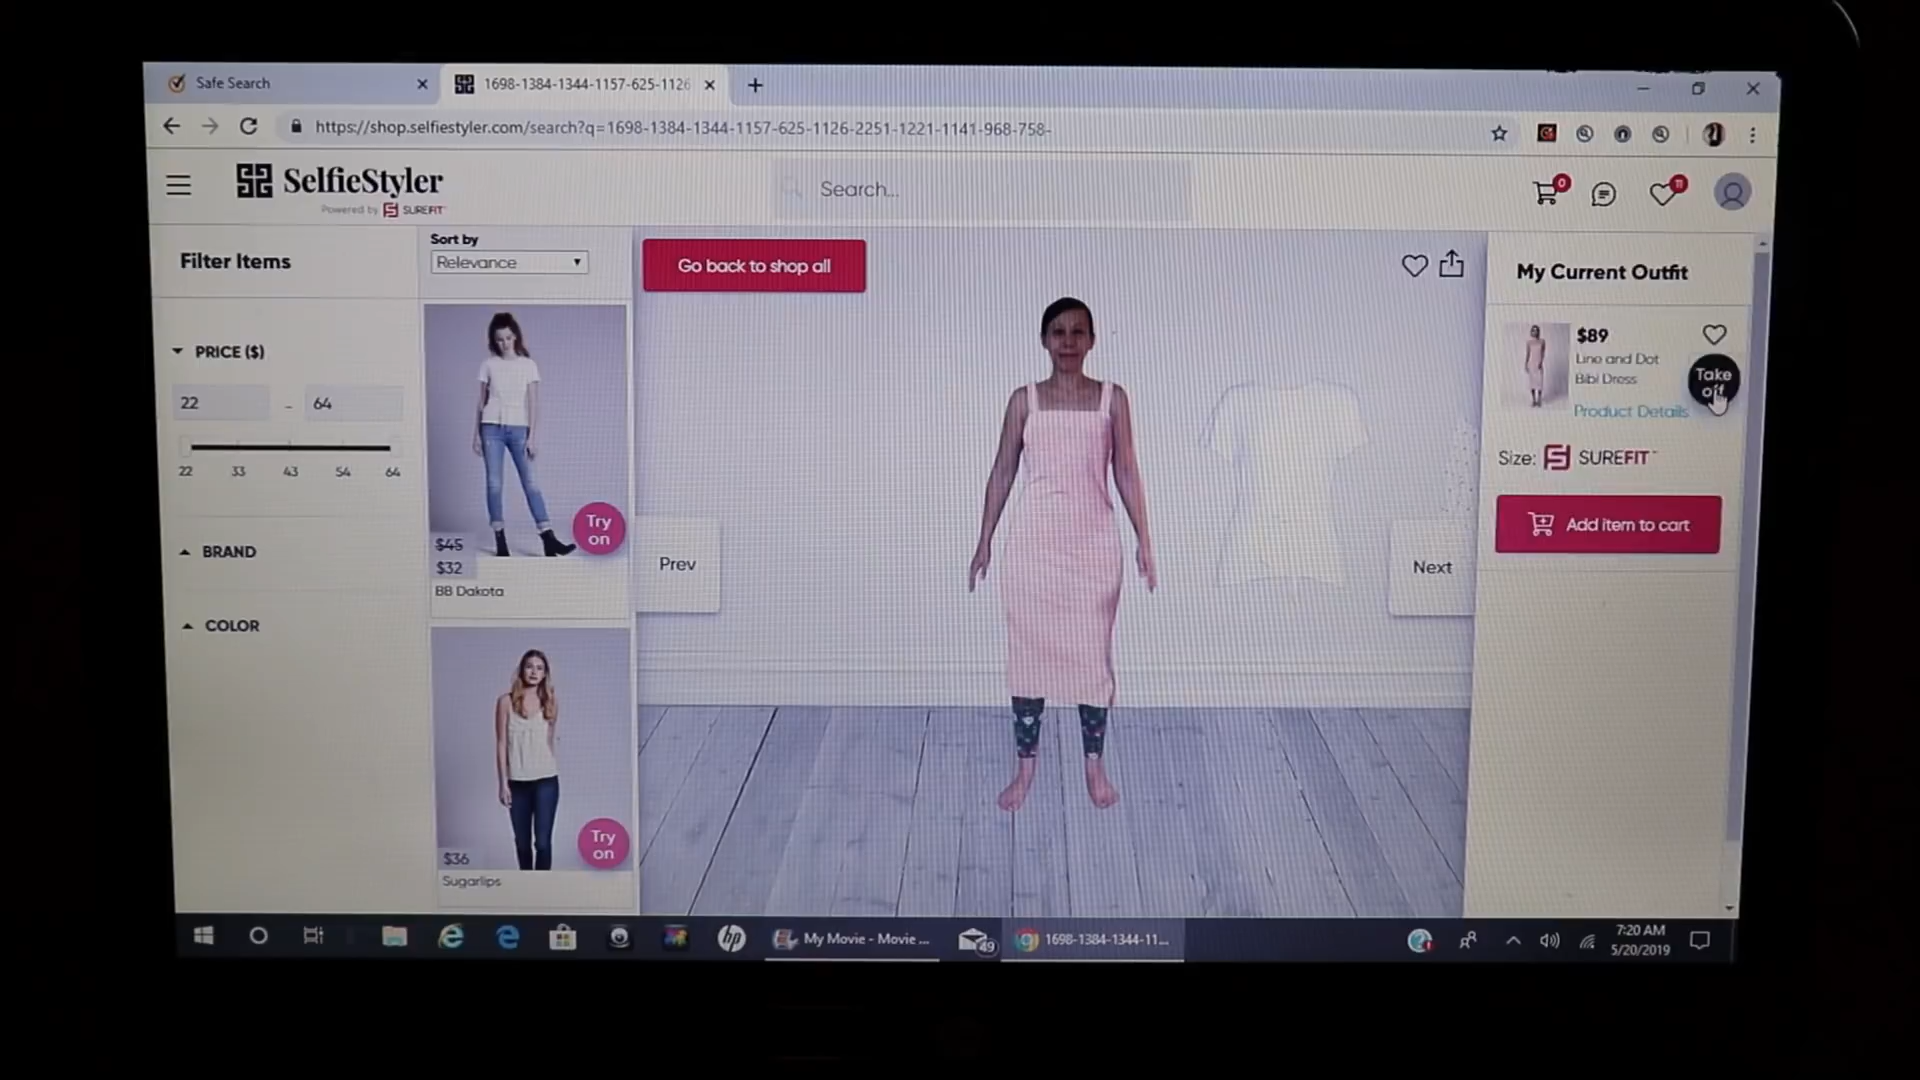 Safe Search
1698-1384-1344-1157-625-1126
https://shop.selfiestyler.com/search?q=1698-1384-1344-1157-625-1126-2251-1221-1141-968-758-
SelfieStyler
Powered by SUREFIT
Search...
0
11
Filter Items
Sort by
Relevance
Go back to shop all
My Current Outfit
PRICE ($)
22 - 64
22 33 43 54 64
BRAND
COLOR
Try on
$45
$32
BB Dakota
Try on
$36
Sugarlips
Prev
Next
$89
Line and Dot
Bibi Dress
Product Details
Take off
Size: SUREFIT
Add item to cart
hp
My Movie - Movie ...
49
1698-1384-1344-11...
7:20 AM
5/20/2019